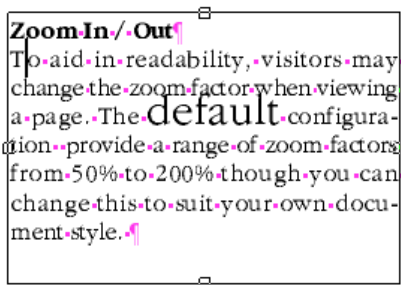 Zoom In / Out
To aid in readability, visitors may
change the zoom factor when viewing
a page. The default configura-
tion provide a range of zoom factors
from 50% to 200% though you can
change this to suit your own docu-
ment style.